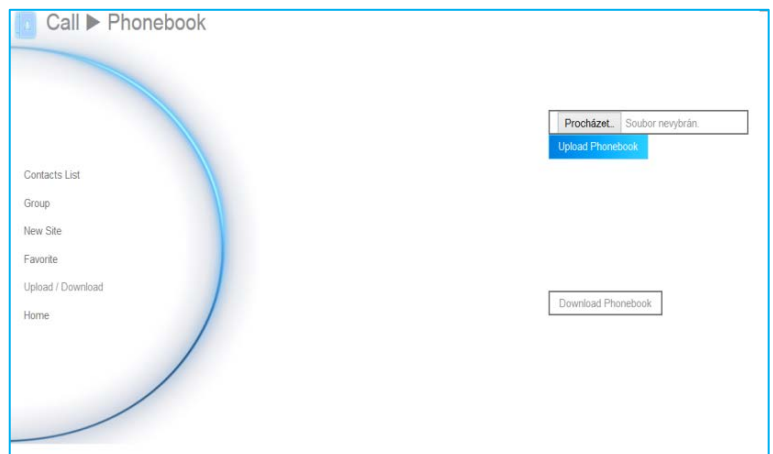 Call ▶ Phonebook
Procházet.. Soubor nevybrán.
Upload Phonebook
Contacts List
Group
New Site
Favorite
Upload / Download
Home
Download Phonebook